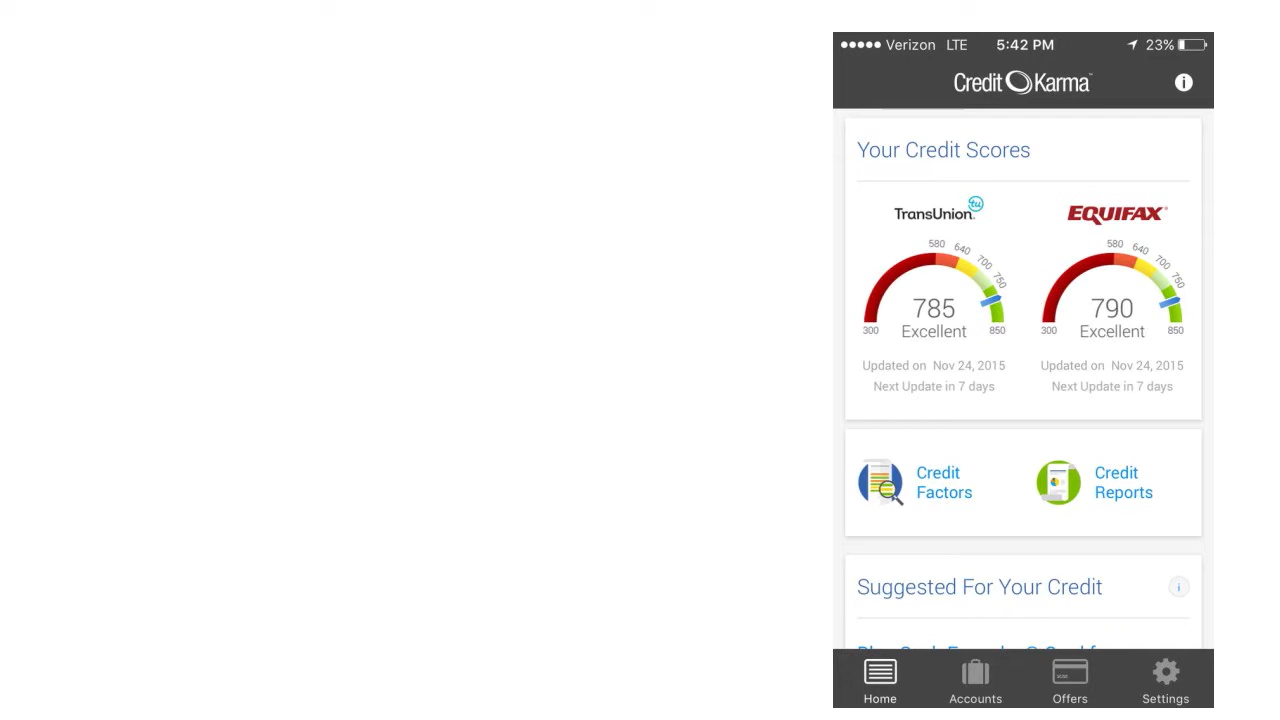 Verizon LTE 5:42 PM 23%
Credit Karma™
i
Your Credit Scores
TransUnion tu
EQUIFAX®
580 640 700 750
300 850
785
Excellent
Updated on Nov 24, 2015
Next Update in 7 days
580 640 700 750
300 850
790
Excellent
Updated on Nov 24, 2015
Next Update in 7 days
Credit
Factors
Credit
Reports
Suggested For Your Credit
i
Home Accounts Offers Settings